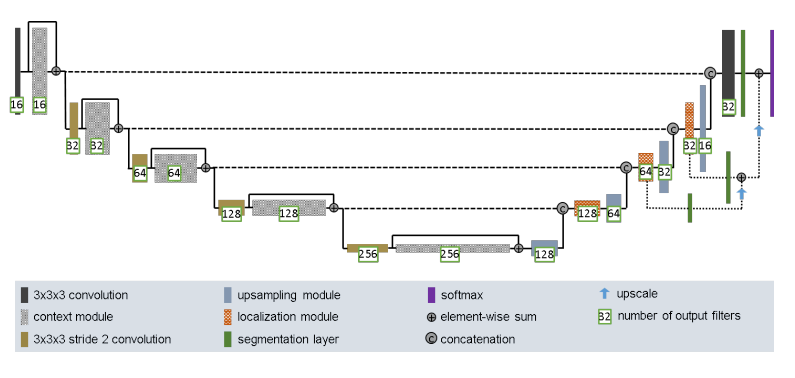 16 16 32
32 32 32 16
64 64 64 32
128 128 128 64
256 256 128
3x3x3 convolution upsampling module softmax upscale
context module localization module element-wise sum 32 number of output filters
3x3x3 stride 2 convolution segmentation layer C concatenation